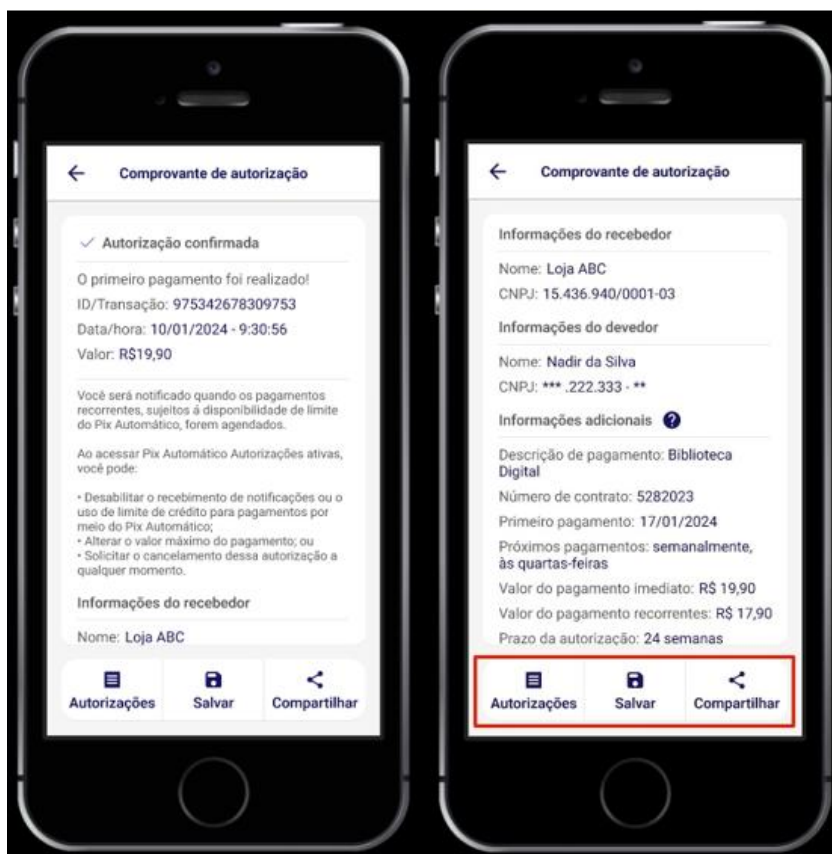 Comprovante de autorização
Autorização confirmada
O primeiro pagamento foi realizado!
ID/Transação: 975342678309753
Data/hora: 10/01/2024 - 9:30:56
Valor: R$19,90
Você será notificado quando os pagamentos
recorrentes, sujeitos á disponibilidade de limite
do Pix Automático, forem agendados.
Ao acessar Pix Automático Autorizações ativas,
você pode:
• Desabilitar o recebimento de notificações ou o
uso de limite de crédito para pagamentos por
meio do Pix Automático;
• Alterar o valor máximo do pagamento; ou
• Solicitar o cancelamento dessa autorização a
qualquer momento.
Informações do recebedor
Nome: Loja ABC
Autorizações Salvar Compartilhar
Comprovante de autorização
Informações do recebedor
Nome: Loja ABC
CNPJ: 15.436.940/0001-03
Informações do devedor
Nome: Nadir da Silva
CNPJ: *** .222.333 - **
Informações adicionais ?
Descrição de pagamento: Biblioteca
Digital
Número de contrato: 5282023
Primeiro pagamento: 17/01/2024
Próximos pagamentos: semanalmente,
às quartas-feiras
Valor do pagamento imediato: R$ 19,90
Valor do pagamento recorrentes: R$ 17,90
Prazo da autorização: 24 semanas
Autorizações Salvar Compartilhar